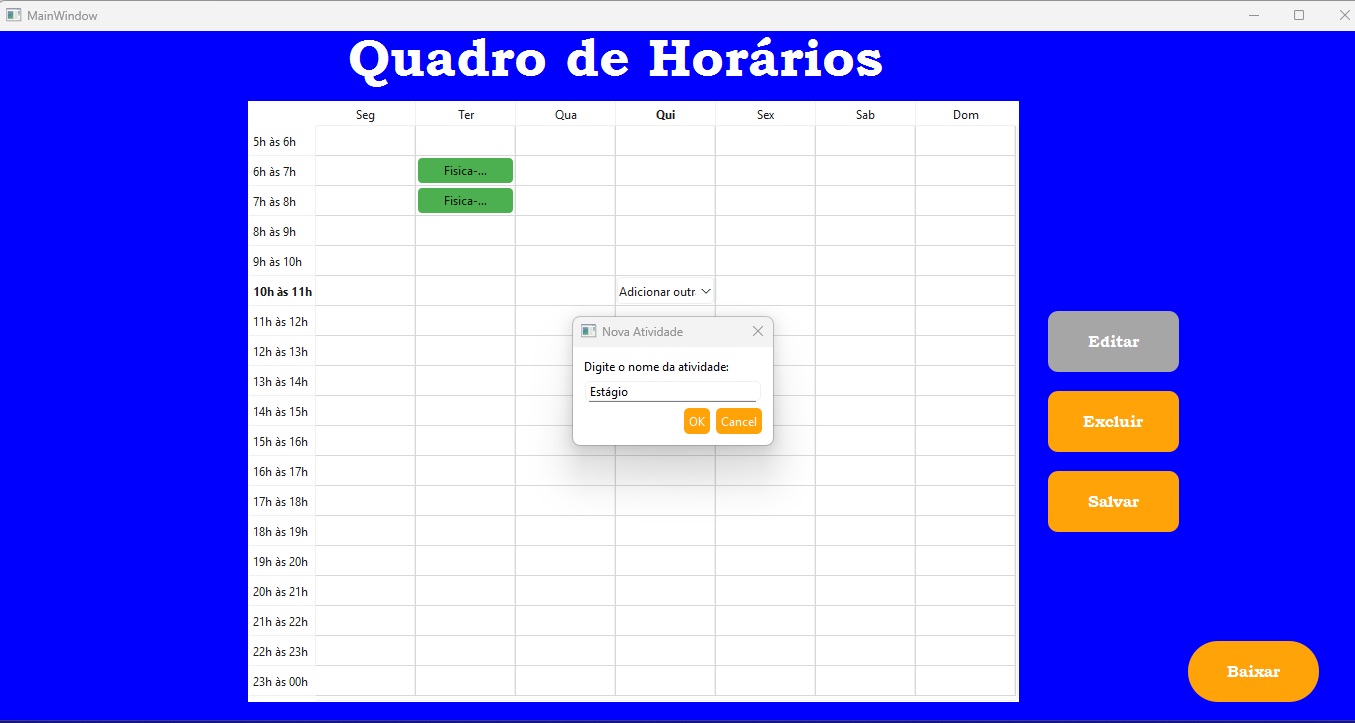 MainWindow
Quadro de Horários
Seg Ter Qua Qui Sex Sab Dom
5h às 6h
6h às 7h Fisica-...
7h às 8h Fisica-...
8h às 9h
9h às 10h
10h às 11h Adicionar outr
11h às 12h
Nova Atividade
12h às 13h
Digite o nome da atividade:
13h às 14h
Estágio
14h às 15h
OK Cancel
15h às 16h
16h às 17h
17h às 18h
18h às 19h
19h às 20h
20h às 21h
21h às 22h
22h às 23h
23h às 00h
Editar
Excluir
Salvar
Baixar